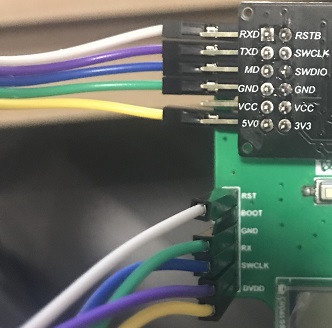 RXD RSTB
TXD SWCLK
MD SWDIO
GND GND
VCC VCC
5V0 3V3
RST
BOOT
GND
RX
SWCLK
DVDD